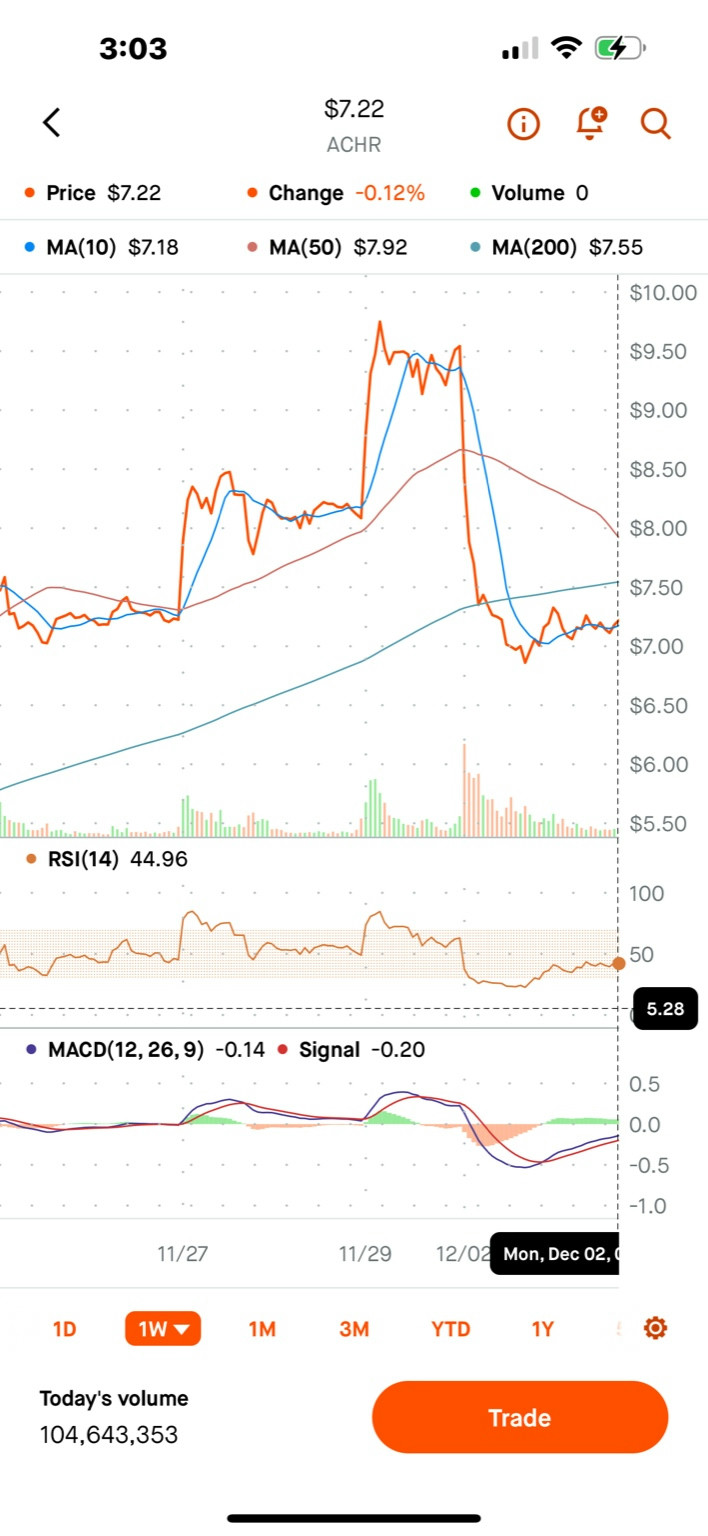 3:03
$7.22
ACHR
Price $7.22 Change -0.12% Volume 0
MA(10) $7.18 MA(50) $7.92 MA(200) $7.55
$10.00
$9.50
$9.00
$8.50
$8.00
$7.50
$7.00
$6.50
$6.00
$5.50
RSI(14) 44.96
100
50
5.28
MACD(12, 26, 9) -0.14 Signal -0.20
0.5
0.0
-0.5
-1.0
11/27 11/29 12/02 Mon, Dec 02,
1D 1W 1M 3M YTD 1Y
Today's volume
104,643,353
Trade